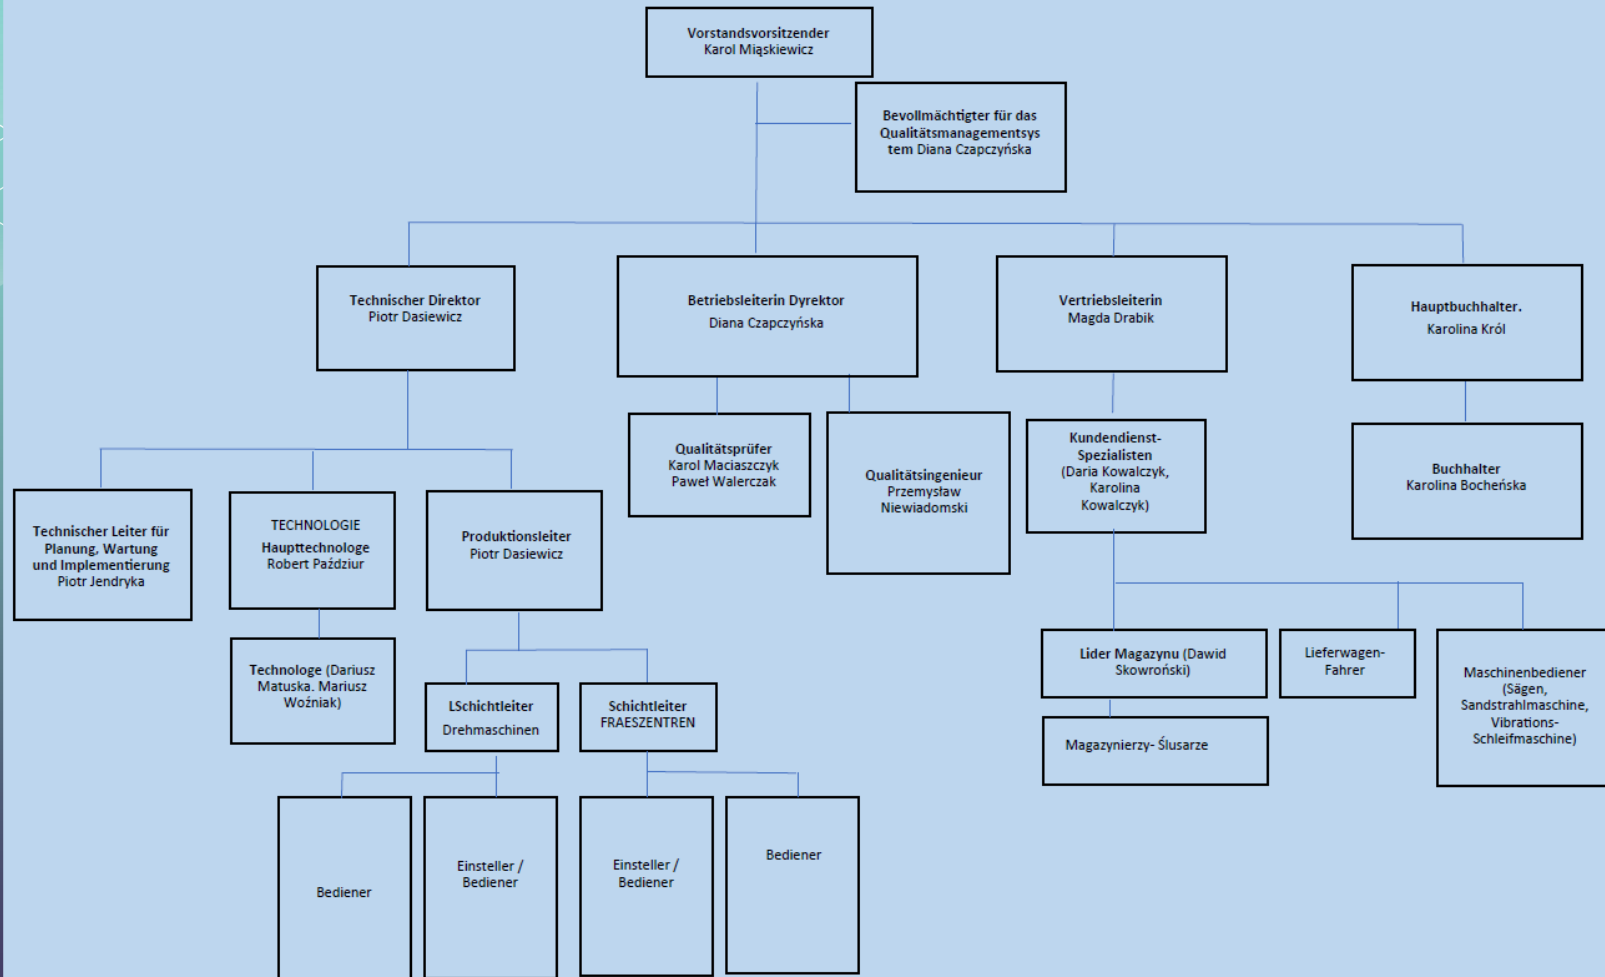 Vorstandsvorsitzender
Karol Miąskiewicz
Bevollmächtigter für das
Qualitätsmanagementsys
tem Diana Czapczyńska
Technischer Direktor
Piotr Dasiewicz
Betriebsleiterin Dyrektor
Diana Czapczyńska
Vertriebsleiterin
Magda Drabik
Hauptbuchhalter.
Karolina Król
Qualitätsprüfer
Karol Maciaszczyk
Paweł Walerczak
Qualitätsingenieur
Przemysław
Niewiadomski
Kundendienst-
Spezialisten
(Daria Kowalczyk,
Karolina
Kowalczyk)
Buchhalter
Karolina Bocheńska
Technischer Leiter für
Planung, Wartung
und Implementierung
Piotr Jendryka
TECHNOLOGIE
Haupttechnologe
Robert Paździur
Produktionsleiter
Piotr Dasiewicz
Technologe (Dariusz
Matuska. Mariusz
Woźniak)
LSchichtleiter
Drehmaschinen
Schichtleiter
FRAESZENTREN
Lider Magazynu (Dawid
Skowroński)
Lieferwagen-
Fahrer
Maschinenbediener
(Sägen,
Sandstrahlmaschine,
Vibrations-
Schleifmaschine)
Magazynierzy- Ślusarze
Bediener
Einsteller /
Bediener
Einsteller /
Bediener
Bediener